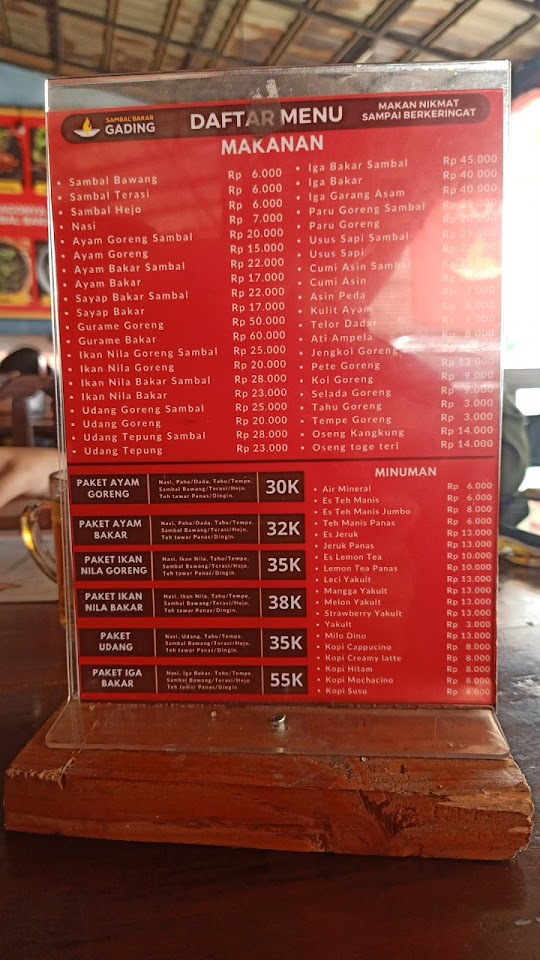 SAMBAL BAKAR
GADING
DAFTAR MENU
MAKAN NIKMAT
SAMPAI BERKERINGAT
MAKANAN
Sambal Bawang Rp 6.000
Sambal Terasi Rp 6.000
Sambal Hejo Rp 6.000
Nasi Rp 7.000
Ayam Goreng Sambal Rp 20.000
Ayam Goreng Rp 15.000
Ayam Bakar Sambal Rp 22.000
Ayam Bakar Rp 17.000
Sayap Bakar Sambal Rp 22.000
Sayap Bakar Rp 17.000
Gurame Goreng Rp 50.000
Gurame Bakar Rp 60.000
Ikan Nila Goreng Sambal Rp 25.000
Ikan Nila Goreng Rp 20.000
Ikan Nila Bakar Sambal Rp 28.000
Ikan Nila Bakar Rp 23.000
Udang Goreng Sambal Rp 25.000
Udang Goreng Rp 20.000
Udang Tepung Sambal Rp 28.000
Udang Tepung Rp 23.000
Iga Bakar Sambal Rp 45.000
Iga Bakar Rp 40.000
Iga Garang Asam Rp 40.000
Paru Goreng Sambal Rp
Paru Goreng
Usus Sapi Sambal
Usus Sapi
Cumi Asin Sambal
Cumi Asin
Asin Peda
Kulit Ayam
Telor Dadar
Ati Ampela
Jengkol Goreng
Pete Goreng Rp 13.000
Kol Goreng Rp 9.000
Selada Goreng Rp 9.000
Tahu Goreng Rp 3.000
Tempe Goreng Rp 3.000
Oseng Kangkung Rp 14.000
Oseng toge teri Rp 14.000
PAKET AYAM
GORENG
Nasi, Paha/Dada, Tahu/Tempe,
Sambal Bawang/Terasi/Hejo,
Teh tawar Panas/Dingin.
30K
PAKET AYAM
BAKAR
Nasi, Paha/Dada, Tahu/Tempe,
Sambal Bawang/Terasi/Hejo,
Teh tawar Panas/Dingin.
32K
PAKET IKAN
NILA GORENG
Nasi, Ikan Nila, Tahu/Tempe,
Sambal Bawang/Terasi/Hejo,
Teh tawar Panas/Dingin.
35K
PAKET IKAN
NILA BAKAR
Nasi, Ikan Nila, Tahu/Tempe,
Sambal Bawang/Terasi/Hejo,
Teh tawar Panas/Dingin.
38K
PAKET
UDANG
Nasi, Udang, Tahu/Tempe,
Sambal Bawang/Terasi/Hejo,
Teh tawar Panas/Dingin.
35K
PAKET IGA
BAKAR
Nasi, Iga Bakar, Tahu/Tempe,
Sambal Bawang/Terasi/Hejo,
Teh tawar Panas/Dingin
55K
MINUMAN
Air Mineral Rp 6.000
Es Teh Manis Rp 6.000
Es Teh Manis Jumbo Rp 8.000
Teh Manis Panas Rp 6.000
Es Jeruk Rp 13.000
Jeruk Panas Rp 13.000
Es Lemon Tea Rp 10.000
Lemon Tea Panas Rp 10.000
Leci Yakult Rp 13.000
Mangga Yakult Rp 13.000
Melon Yakult Rp 13.000
Strawberry Yakult Rp 13.000
Yakult Rp 3.000
Milo Dino Rp 13.000
Kopi Cappucino Rp 8.000
Kopi Creamy latte Rp 8.000
Kopi Hitam Rp 8.000
Kopi Mochacino Rp 8.000
Kopi Susu Rp 8.000